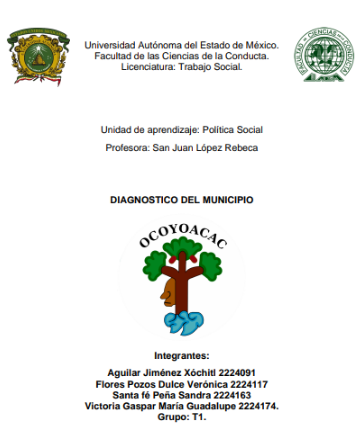 Universidad Autónoma del Estado de México.
Facultad de las Ciencias de la Conducta.
Licenciatura: Trabajo Social.
Unidad de aprendizaje: Política Social
Profesora: San Juan López Rebeca
DIAGNOSTICO DEL MUNICIPIO
OCOYOACAC
Integrantes:
Aguilar Jiménez Xóchitl 2224091
Flores Pozos Dulce Verónica 2224117
Santa fé Peña Sandra 2224163
Victoria Gaspar María Guadalupe 2224174.
Grupo: T1.